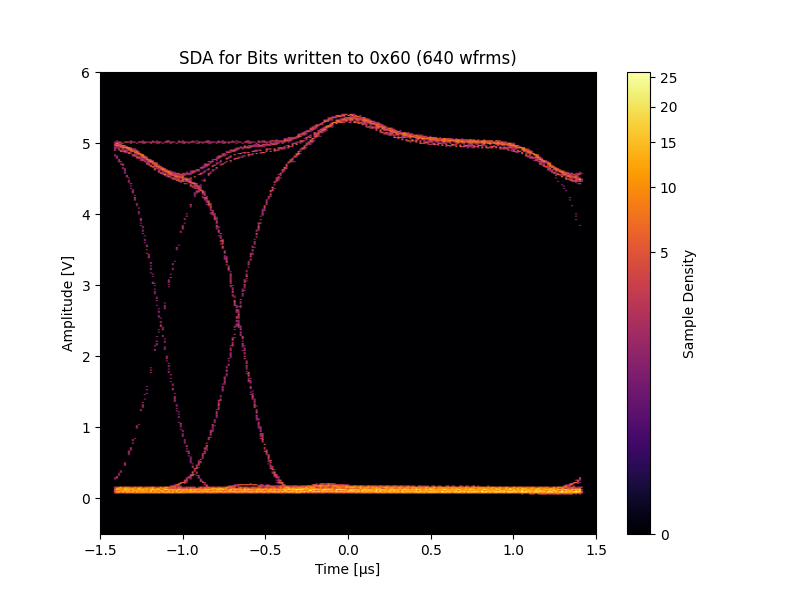 SDA for Bits written to 0x60 (640 wfrms)
6
5
4
3
2
1
0
Amplitude [V]
−1.5 −1.0 −0.5 0.0 0.5 1.0 1.5
Time [µs]
25
20
15
10
5
0
Sample Density